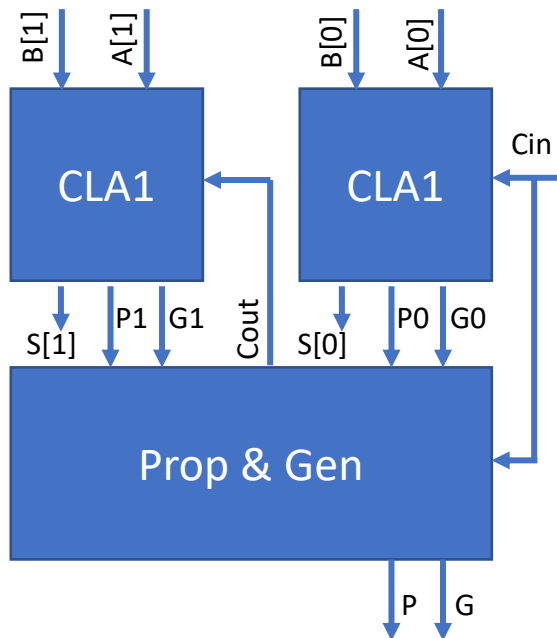 B[1]
A[1]
B[0]
A[0]
CLA1
CLA1
Cin
S[1]
P1
G1
Cout
S[0]
P0
G0
Prop & Gen
P
G